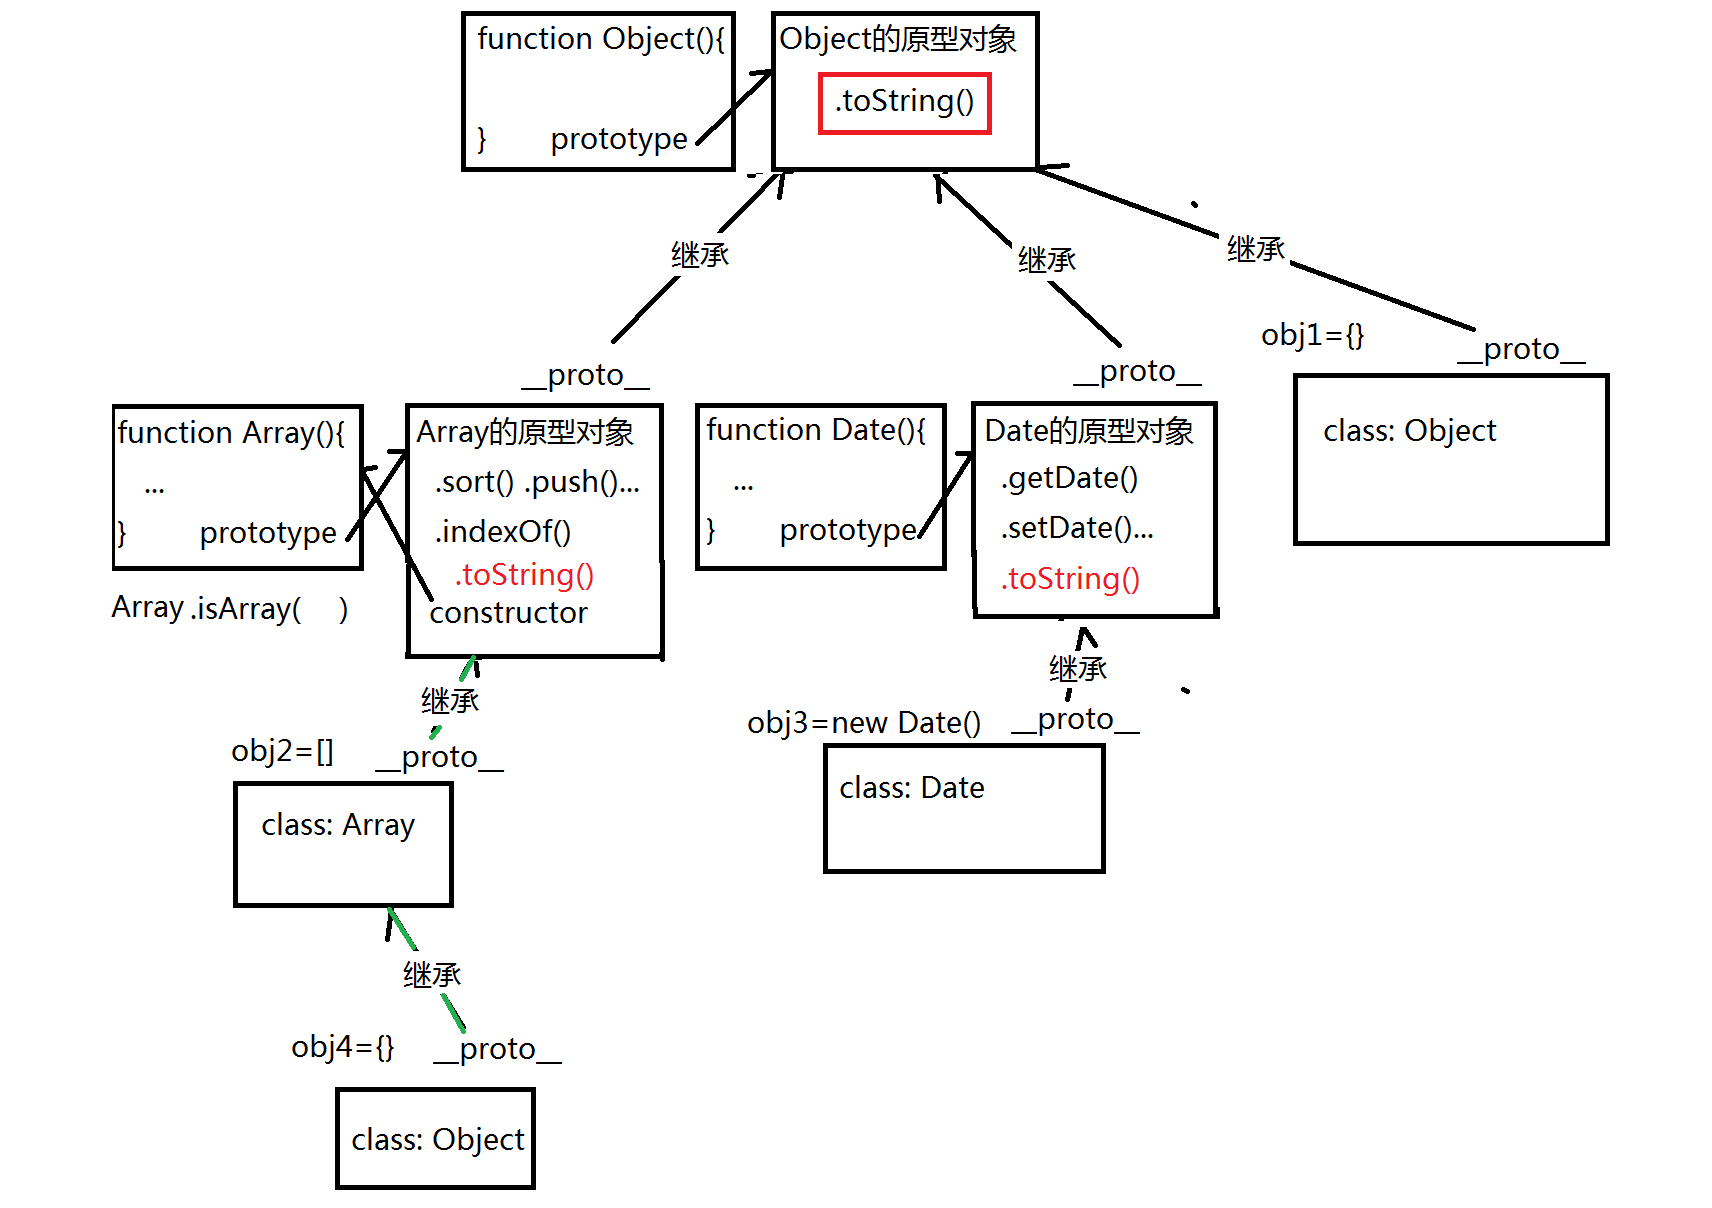 function Object(){
} prototype
Object的原型对象
.toString()
继承
继承
继承
obj1={}
__proto__
class: Object
__proto__
__proto__
function Array(){
...
} prototype
Array.isArray( )
Array的原型对象
.sort() .push()...
.indexOf()
.toString()
constructor
function Date(){
...
} prototype
Date的原型对象
.getDate()
.setDate()...
.toString()
继承
obj2=[]
__proto__
class: Array
继承
obj3=new Date()
__proto__
class: Date
继承
obj4={}
__proto__
class: Object